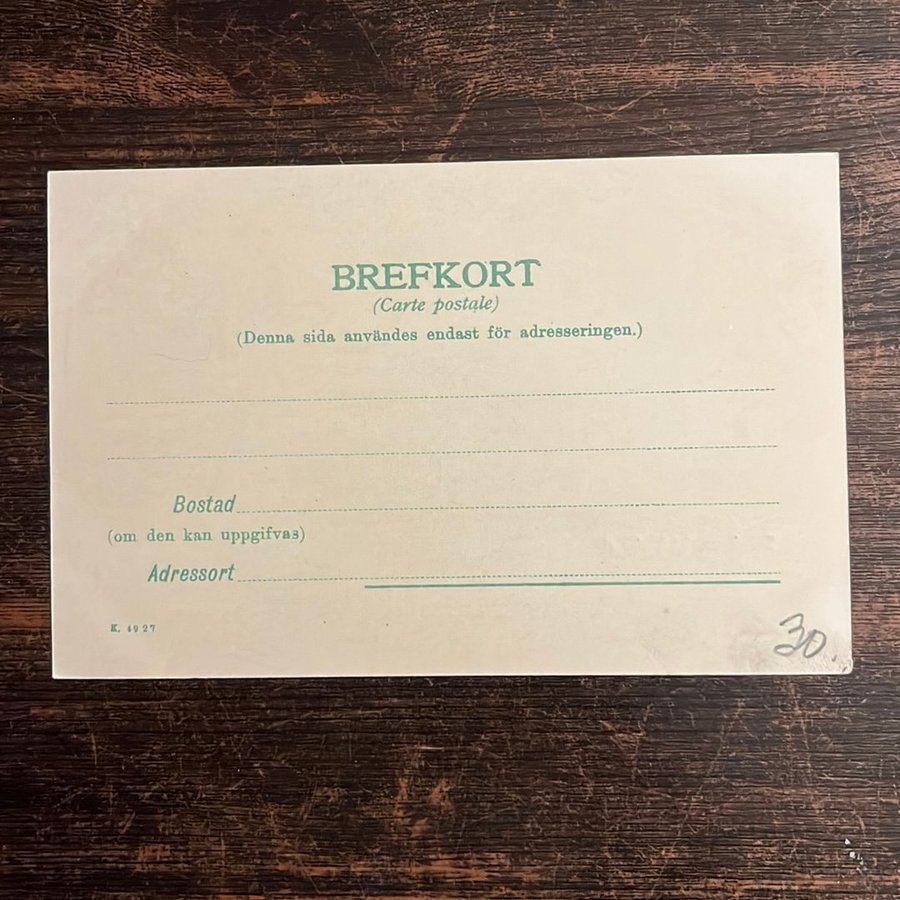 BREFKORT
(Carte postale)
(Denna sida användes endast för adresseringen.)
Bostad
(om den kan uppgifvas)
Adressort
K. 4927
30.